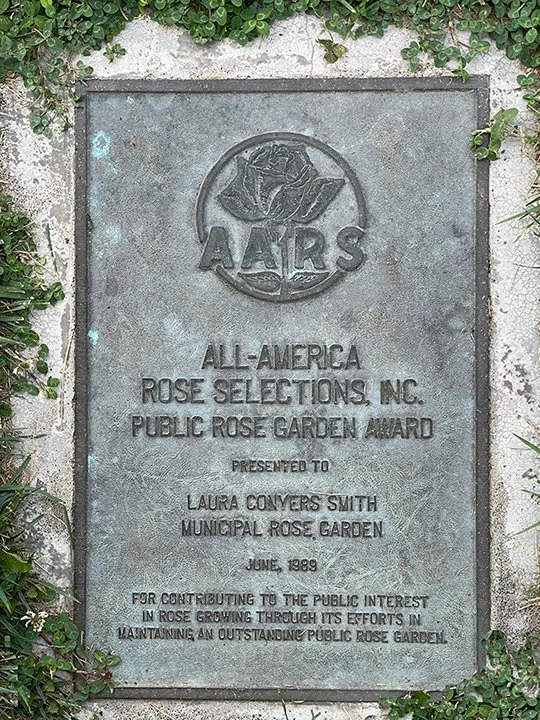 AARS
ALL-AMERICA
ROSE SELECTIONS, INC.
PUBLIC ROSE GARDEN AWARD
PRESENTED TO
LAURA CONYERS SMITH
MUNICIPAL ROSE GARDEN
JUNE, 1989
FOR CONTRIBUTING TO THE PUBLIC INTEREST
IN ROSE GROWING THROUGH ITS EFFORTS IN
MAINTAINING AN OUTSTANDING PUBLIC ROSE GARDEN.